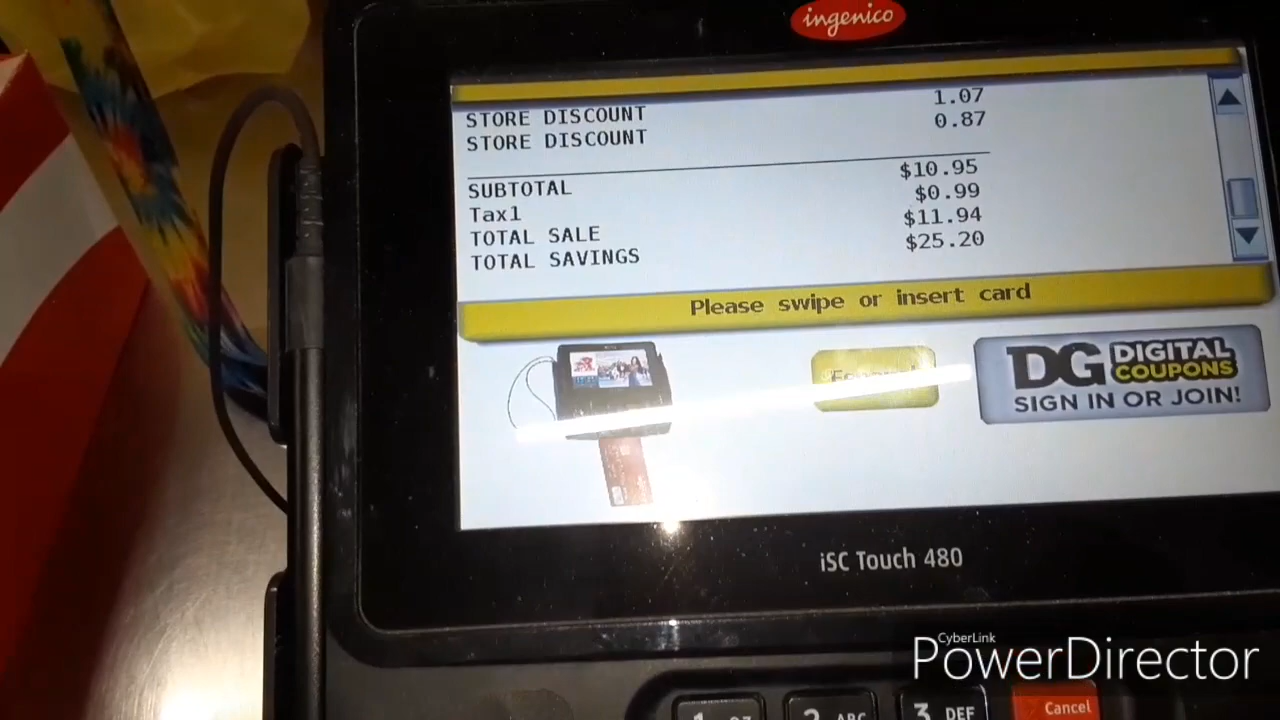 ingenico
STORE DISCOUNT 1.07
STORE DISCOUNT 0.87
SUBTOTAL $10.95
Tax1 $0.99
TOTAL SALE $11.94
TOTAL SAVINGS $25.20
Please swipe or insert card
DG DIGITAL
COUPONS
SIGN IN OR JOIN!
iSC Touch 480
CyberLink
PowerDirector
1
2 ABC
3 DEF
Cancel